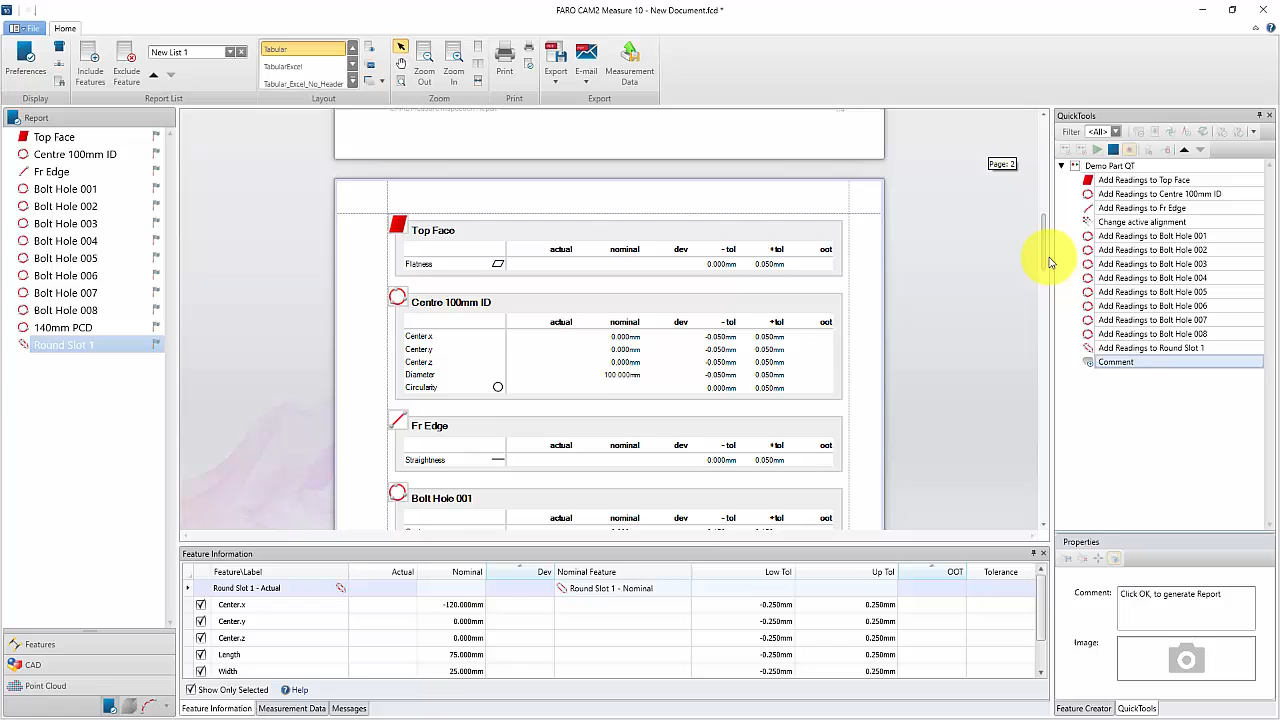 FARO CAM2 Measure 10 - New Document.fcd *
File
Home
Preferences
Include Features
Exclude Feature
New List 1
Tabular
TabularExcel
Tabular_Excel_No_Header
Zoom Out
Zoom In
Print
Export
E-mail
Measurement Data
Display
Report List
Layout
Zoom
Print
Export
Report
Top Face
Centre 100mm ID
Fr Edge
Bolt Hole 001
Bolt Hole 002
Bolt Hole 003
Bolt Hole 004
Bolt Hole 005
Bolt Hole 006
Bolt Hole 007
Bolt Hole 008
140mm PCD
Round Slot 1
Features
CAD
Point Cloud
Page: 2
Top Face
actual nominal dev - tol +tol oot
Flatness 0.000mm 0.050mm
Centre 100mm ID
actual nominal dev - tol +tol oot
Center.x 0.000mm -0.050mm 0.050mm
Center.y 0.000mm -0.050mm 0.050mm
Center.z 0.000mm -0.050mm 0.050mm
Diameter 100.000mm -0.050mm 0.050mm
Circularity 0.000mm 0.050mm
Fr Edge
actual nominal dev - tol +tol oot
Straightness 0.000mm 0.050mm
Bolt Hole 001
actual nominal dev - tol +tol oot
Feature Information
Feature\Label Actual Nominal Dev Nominal Feature Low Tol Up Tol OOT Tolerance
Round Slot 1 - Actual Round Slot 1 - Nominal
Center.x -120.000mm -0.250mm 0.250mm
Center.y 0.000mm -0.250mm 0.250mm
Center.z 0.000mm -0.250mm 0.250mm
Length 75.000mm -0.250mm 0.250mm
Width 25.000mm -0.250mm 0.250mm
Show Only Selected Help
Feature Information Measurement Data Messages
QuickTools
Filter <All>
Demo Part QT
Add Readings to Top Face
Add Readings to Centre 100mm ID
Add Readings to Fr Edge
Change active alignment
Add Readings to Bolt Hole 001
Add Readings to Bolt Hole 002
Add Readings to Bolt Hole 003
Add Readings to Bolt Hole 004
Add Readings to Bolt Hole 005
Add Readings to Bolt Hole 006
Add Readings to Bolt Hole 007
Add Readings to Bolt Hole 008
Add Readings to Round Slot 1
Comment
Properties
Comment: Click OK, to generate Report
Image:
Feature Creator QuickTools